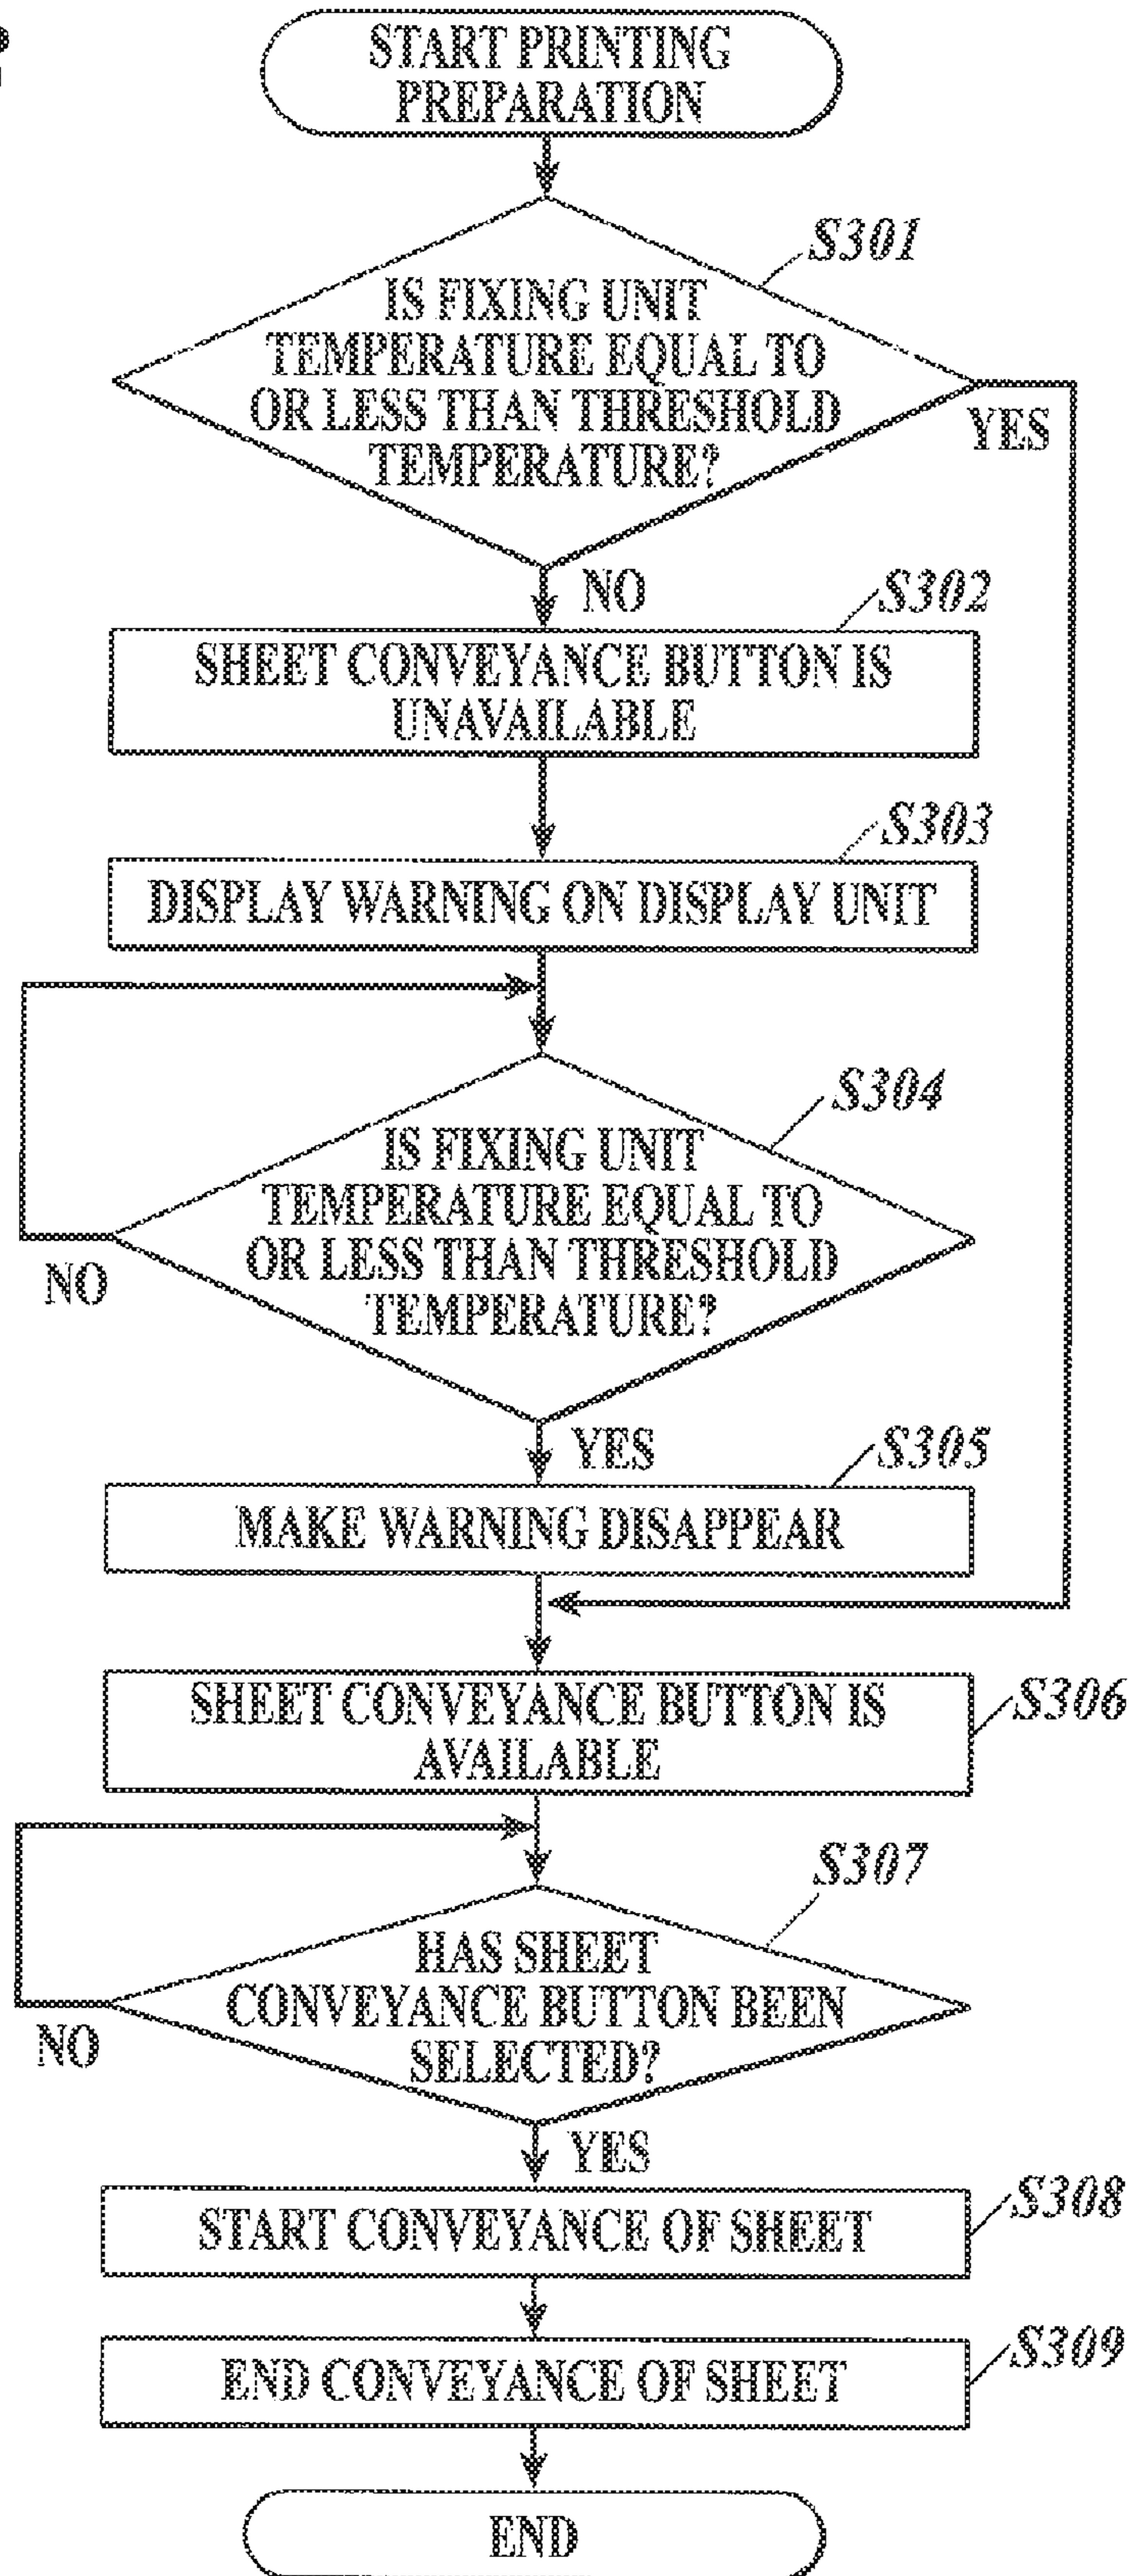 START PRINTING
PREPARATION
S301
IS FIXING UNIT
TEMPERATURE EQUAL TO
OR LESS THAN THRESHOLD
TEMPERATURE?
YES
NO
S302
SHEET CONVEYANCE BUTTON IS
UNAVAILABLE
S303
DISPLAY WARNING ON DISPLAY UNIT
S304
IS FIXING UNIT
TEMPERATURE EQUAL TO
OR LESS THAN THRESHOLD
TEMPERATURE?
NO
YES
S305
MAKE WARNING DISAPPEAR
SHEET CONVEYANCE BUTTON IS
AVAILABLE
S306
S307
HAS SHEET
CONVEYANCE BUTTON BEEN
SELECTED?
NO
YES
START CONVEYANCE OF SHEET
S308
END CONVEYANCE OF SHEET
S309
END